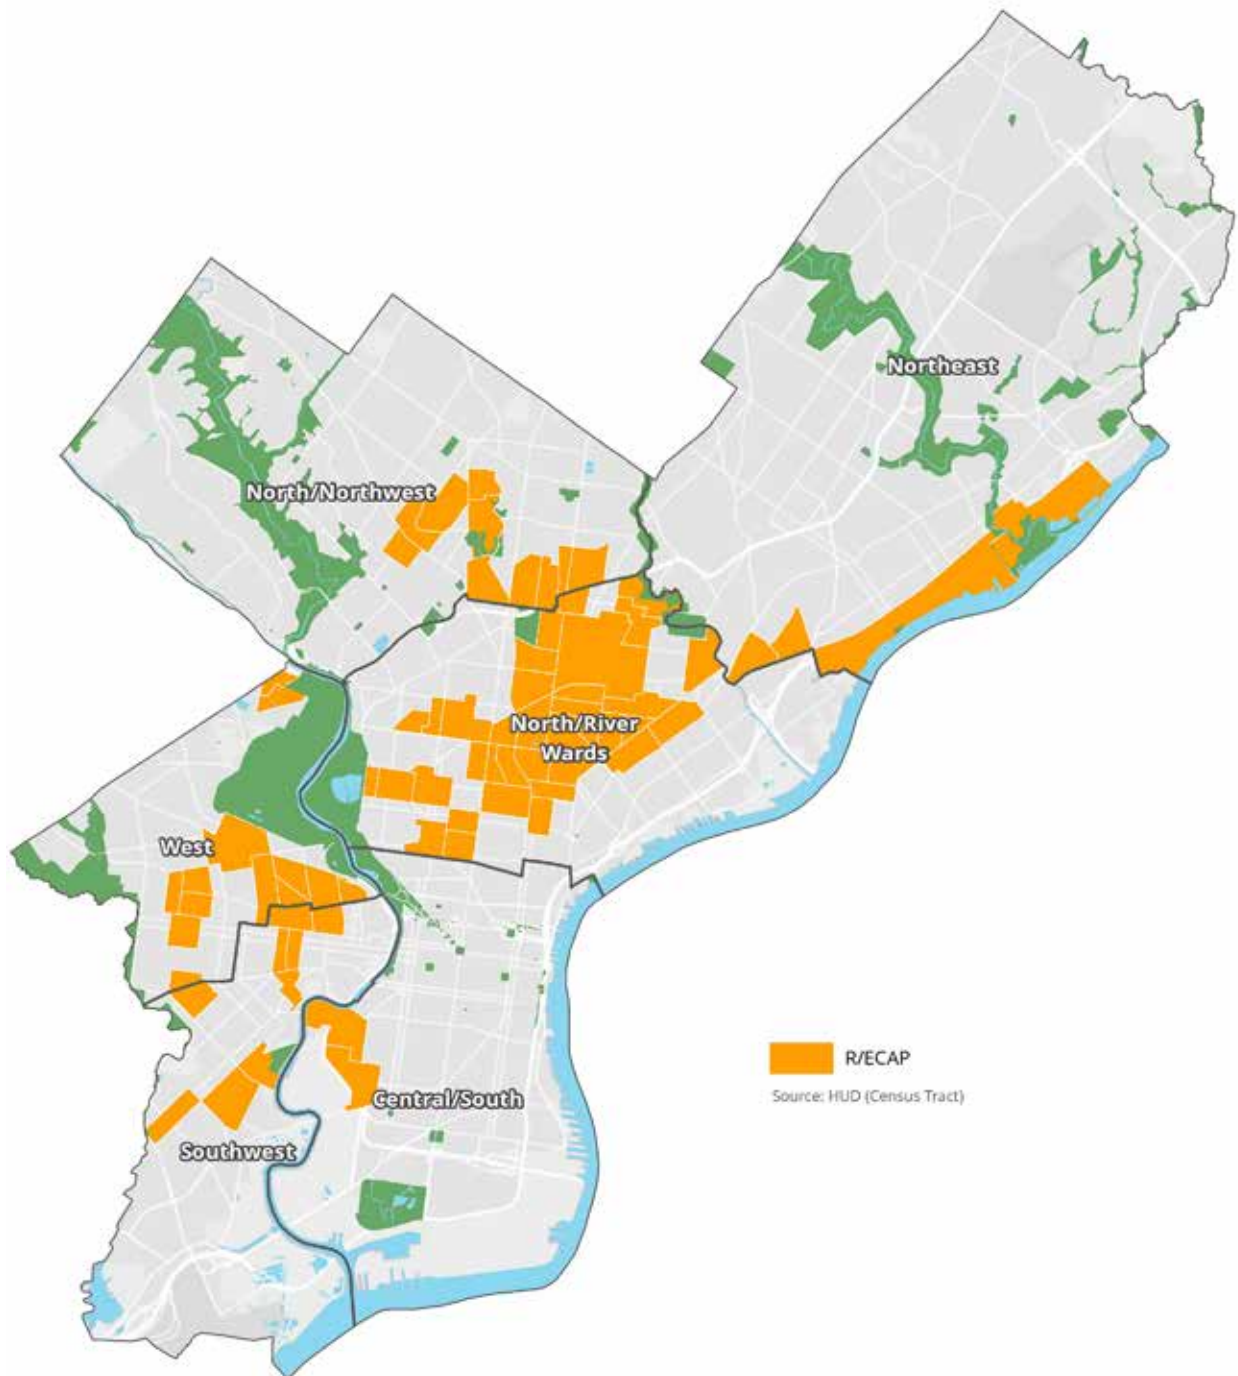 Northeast
North/Northwest
North/River
Wards
West
R/ECAP
Source: HUD (Census Tract)
Central/South
Southwest